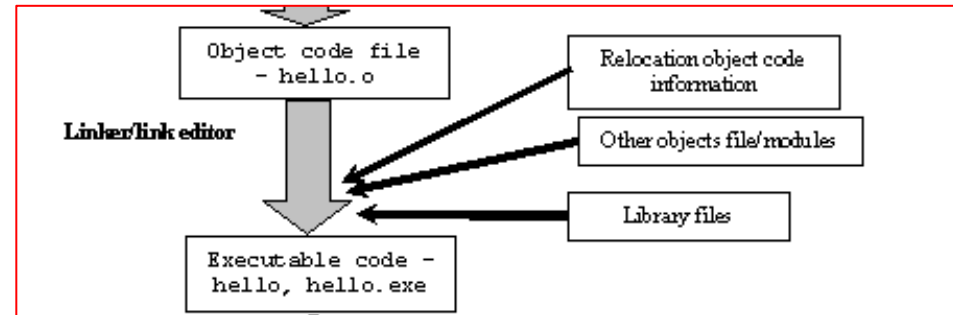 Object code file
- hello.o
Relocation object code
information
Linker/link editor
Other objects file/modules
Library files
Executable code -
hello, hello.exe